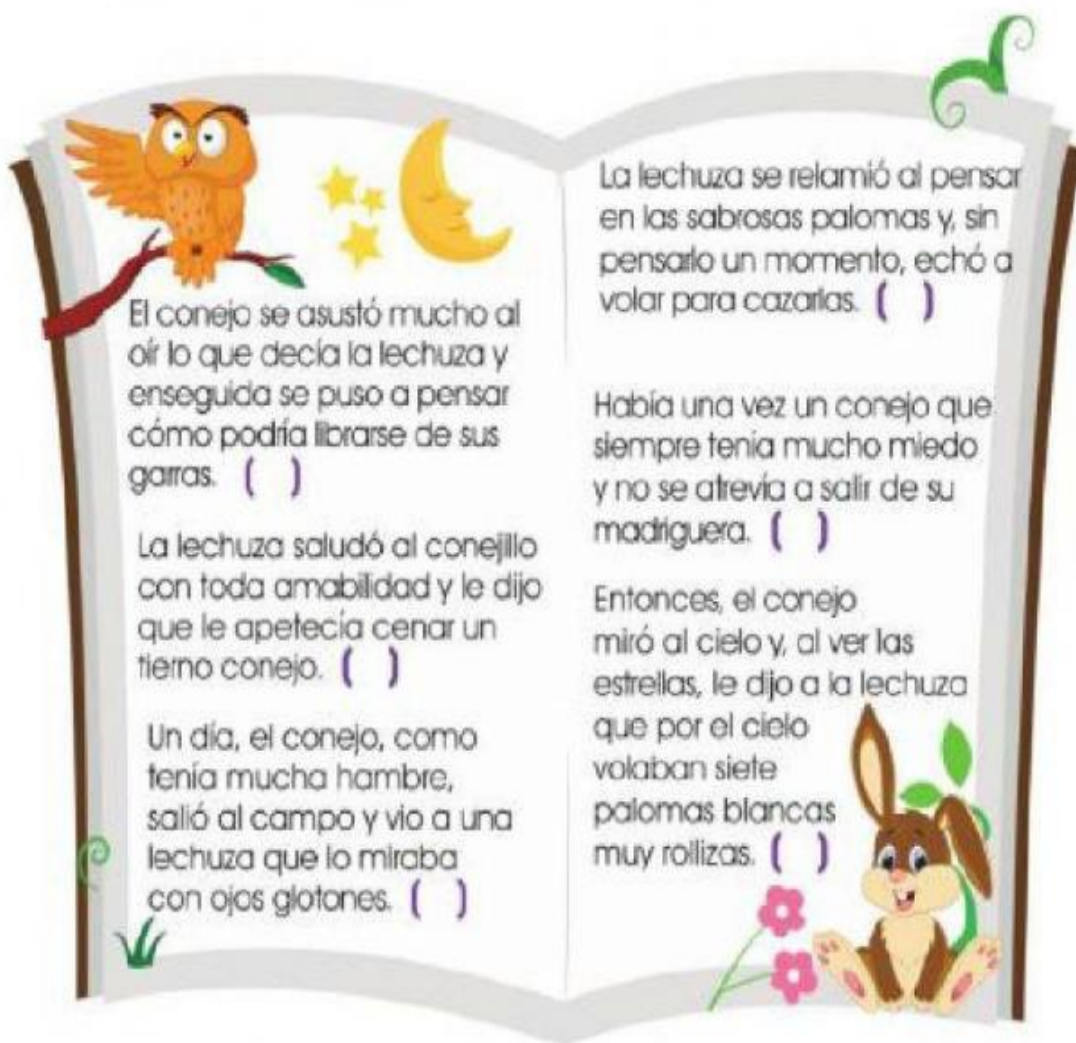 El conejo se asustó mucho al
oír lo que decía la lechuza y
enseguida se puso a pensar
cómo podría librarse de sus
garras. ( )
La lechuza saludó al conejillo
con toda amabilidad y le dijo
que le apetecía cenar un
tierno conejo. ( )
Un día, el conejo, como
tenía mucha hambre,
salió al campo y vio a una
lechuza que lo miraba
con ojos glotones. ( )
La lechuza se relamió al pensar
en las sabrosas palomas y, sin
pensarlo un momento, echó a
volar para cazarlas. ( )
Había una vez un conejo que
siempre tenía mucho miedo
y no se atrevía a salir de su
madriguera. ( )
Entonces, el conejo
miró al cielo y, al ver las
estrellas, le dijo a la lechuza
que por el cielo
volaban siete
palomas blancas
muy rollizas. ( )